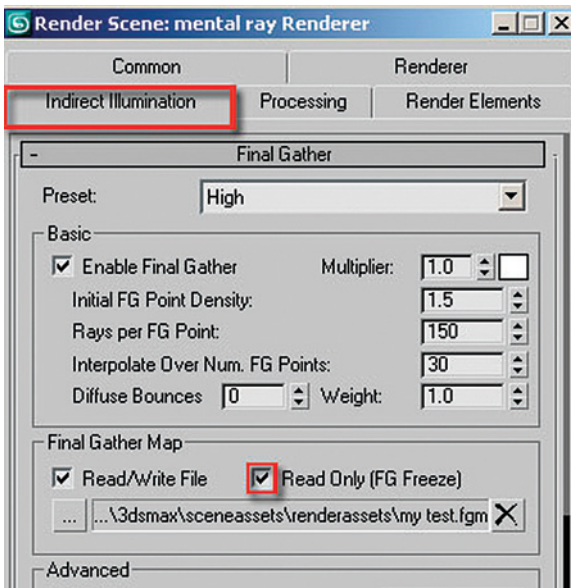 Render Scene: mental ray Renderer
Common Renderer
Indirect Illumination Processing Render Elements
- Final Gather
Preset: High
Basic
Enable Final Gather Multiplier: 1.0
Initial FG Point Density: 1.5
Rays per FG Point: 150
Interpolate Over Num. FG Points: 30
Diffuse Bounces 0 Weight: 1.0
Final Gather Map
Read/Write File Read Only (FG Freeze)
... ...\3dsmax\sceneassets\renderassets\my test.fgm
Advanced